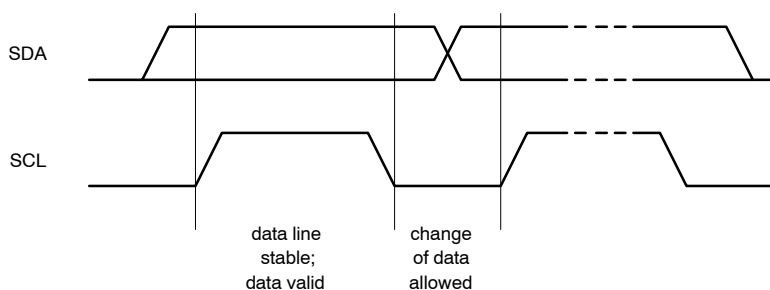 SDA
SCL
data line
stable;
data valid
change
of data
allowed